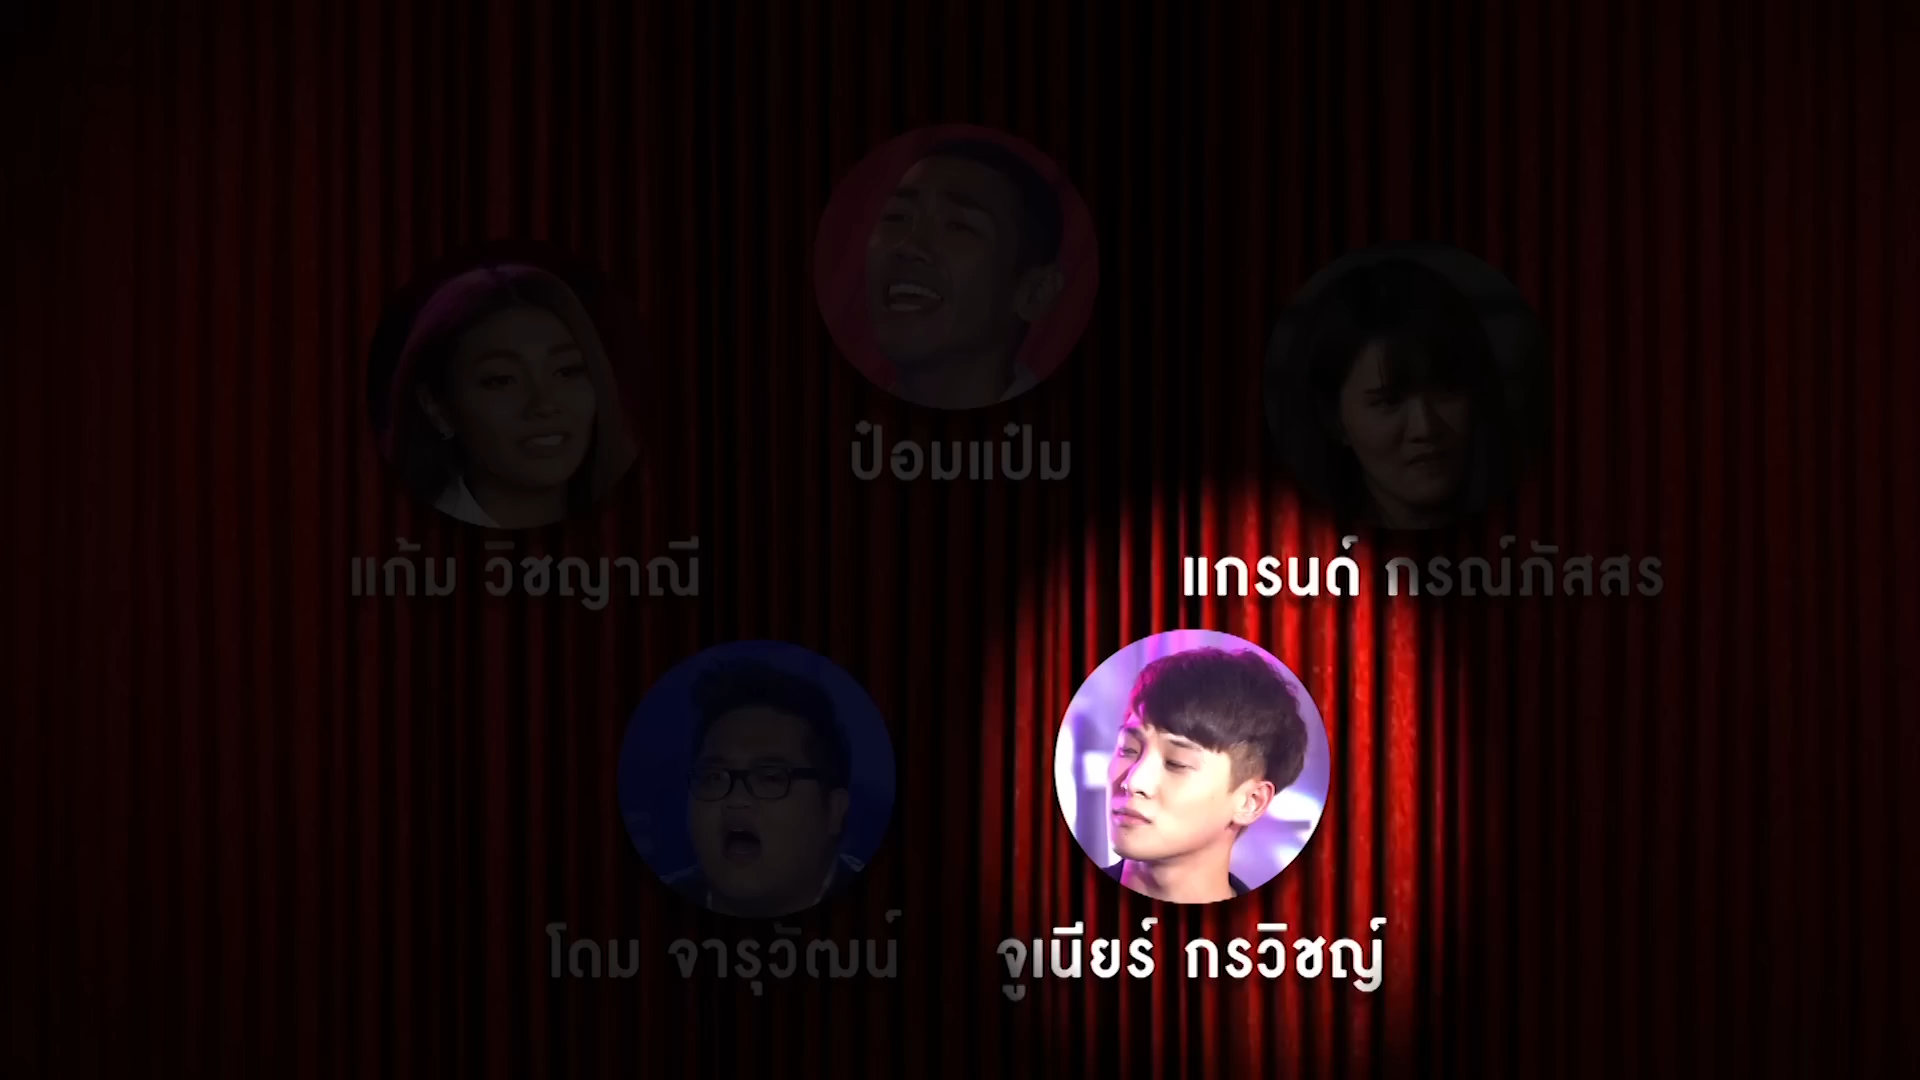 ป๋อมแป๋ม
แก้ม วิชญาณี
แกรนด์ กรณ์ภัสสร
โดม จารุวัฒน์
จูเนียร์ กรวิชญ์